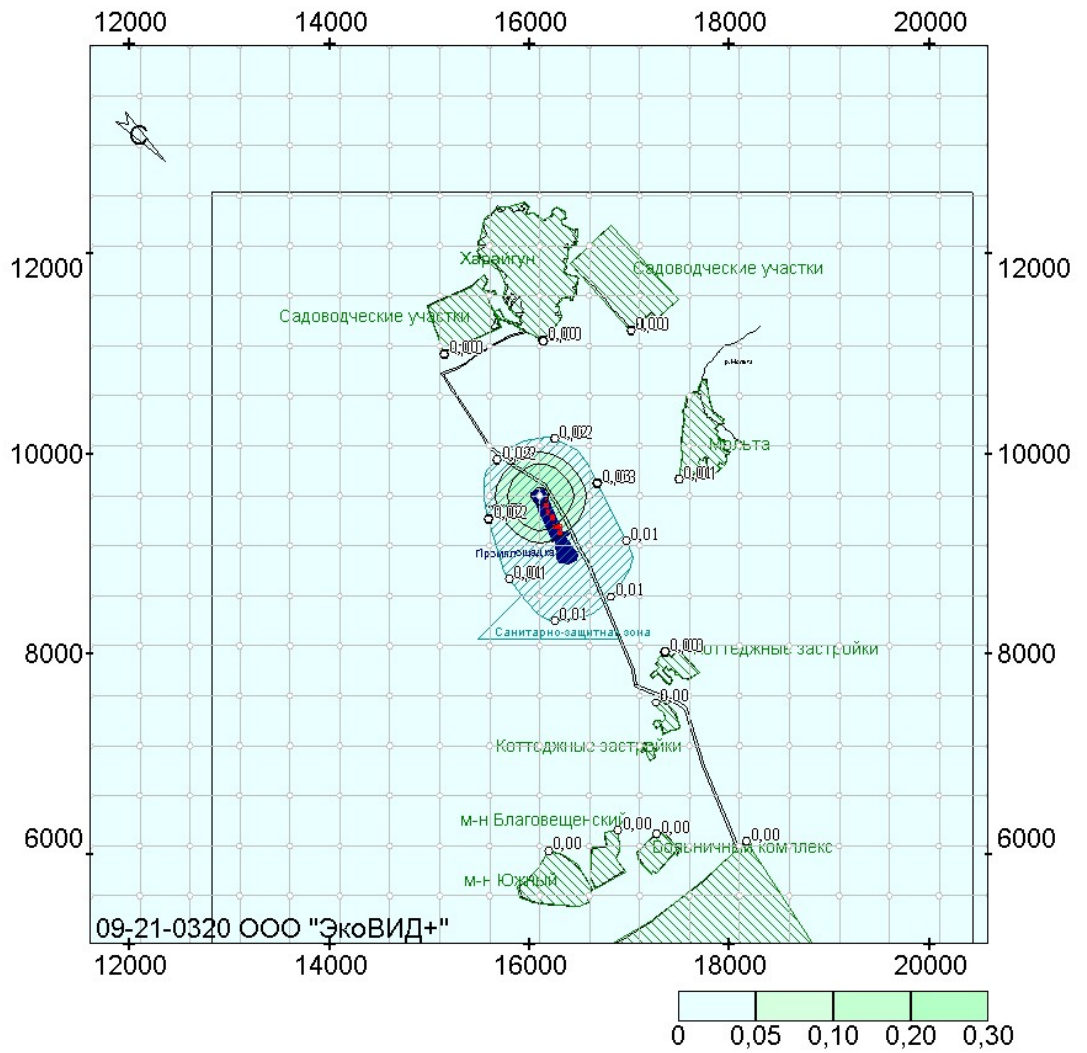 12000 14000 16000 18000 20000
С
12000 12000
Харайгун
Садоводческие участки
Садоводческие участки
0,000 0,000
0,000
10000 10000
Мольта
0,022
0,022
0,033
0,011
0,022
0,01
Промплощадка
0,011
0,01
0,01
Санитарно-защитная зона
8000 8000
0,000
оттеджные застройки
0,00
Коттеджные застройки
6000 6000
м-н Благовещенский
0,00 0,00
0,00
Больничный комплекс
0,00
м-н Южный
09-21-0320 ООО "ЭкоВИД+"
12000 14000 16000 18000 20000
0 0,05 0,10 0,20 0,30